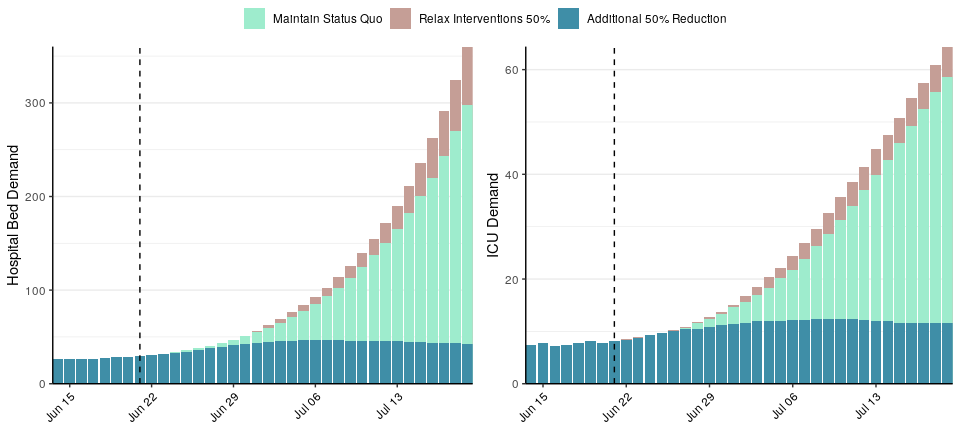 Maintain Status Quo Relax Interventions 50% Additional 50% Reduction
Hospital Bed Demand
300
200
100
0
Jun 15 Jun 22 Jun 29 Jul 06 Jul 13
ICU Demand
60
40
20
0
Jun 15 Jun 22 Jun 29 Jul 06 Jul 13